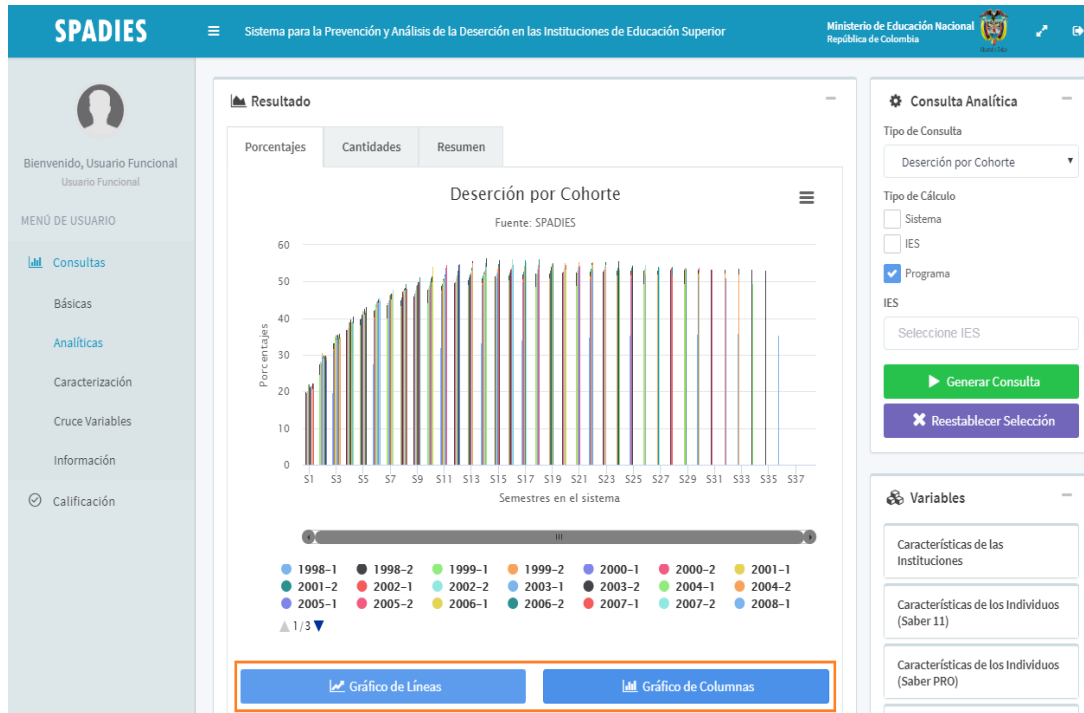 SPADIES
Sistema para la Prevención y Análisis de la Deserción en las Instituciones de Educación Superior
Ministerio de Educación Nacional
República de Colombia
Bienvenido, Usuario Funcional
Usuario Funcional
MENÚ DE USUARIO
Consultas
Básicas
Analíticas
Caracterización
Cruce Variables
Información
Calificación
Resultado
Porcentajes
Cantidades
Resumen
Deserción por Cohorte
Fuente: SPADIES
60
50
40
30
20
10
0
Porcentajes
S1 S3 S5 S7 S9 S11 S13 S15 S17 S19 S21 S23 S25 S27 S29 S31 S33 S35 S37
Semestres en el sistema
1998-1 1998-2 1999-1 1999-2 2000-1 2000-2 2001-1
2001-2 2002-1 2002-2 2003-1 2003-2 2004-1 2004-2
2005-1 2005-2 2006-1 2006-2 2007-1 2007-2 2008-1
1/3
Gráfico de Líneas
Gráfico de Columnas
Consulta Analítica
Tipo de Consulta
Deserción por Cohorte
Tipo de Cálculo
Sistema
IES
Programa
IES
Seleccione IES
Generar Consulta
Reestablecer Selección
Variables
Características de las
Instituciones
Características de los Individuos
(Saber 11)
Características de los Individuos
(Saber PRO)